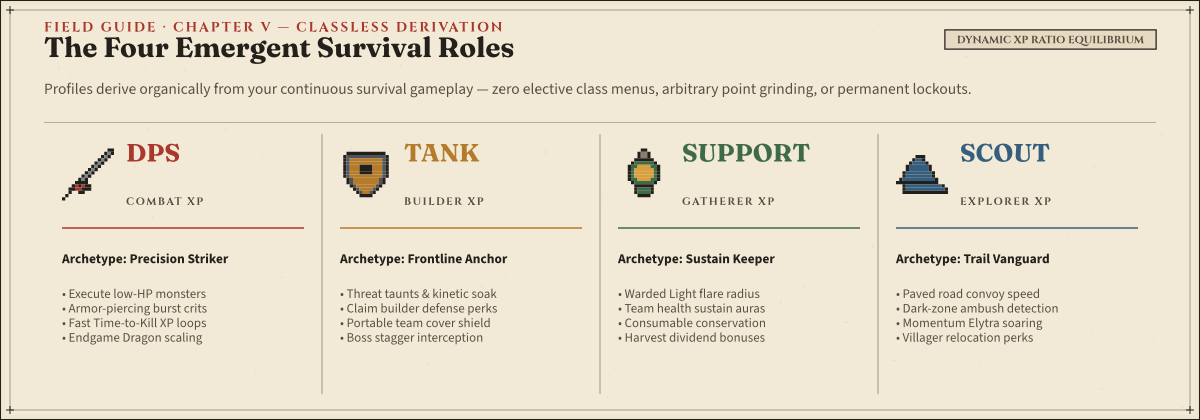 FIELD GUIDE · CHAPTER V — CLASSLESS DERIVATION
The Four Emergent Survival Roles
DYNAMIC XP RATIO EQUILIBRIUM
Profiles derive organically from your continuous survival gameplay — zero elective class menus, arbitrary point grinding, or permanent lockouts.
DPS
COMBAT XP
Archetype: Precision Striker
• Execute low-HP monsters
• Armor-piercing burst crits
• Fast Time-to-Kill XP loops
• Endgame Dragon scaling
TANK
BUILDER XP
Archetype: Frontline Anchor
• Threat taunts & kinetic soak
• Claim builder defense perks
• Portable team cover shield
• Boss stagger interception
SUPPORT
GATHERER XP
Archetype: Sustain Keeper
• Warded Light flare radius
• Team health sustain auras
• Consumable conservation
• Harvest dividend bonuses
SCOUT
EXPLORER XP
Archetype: Trail Vanguard
• Paved road convoy speed
• Dark-zone ambush detection
• Momentum Elytra soaring
• Villager relocation perks